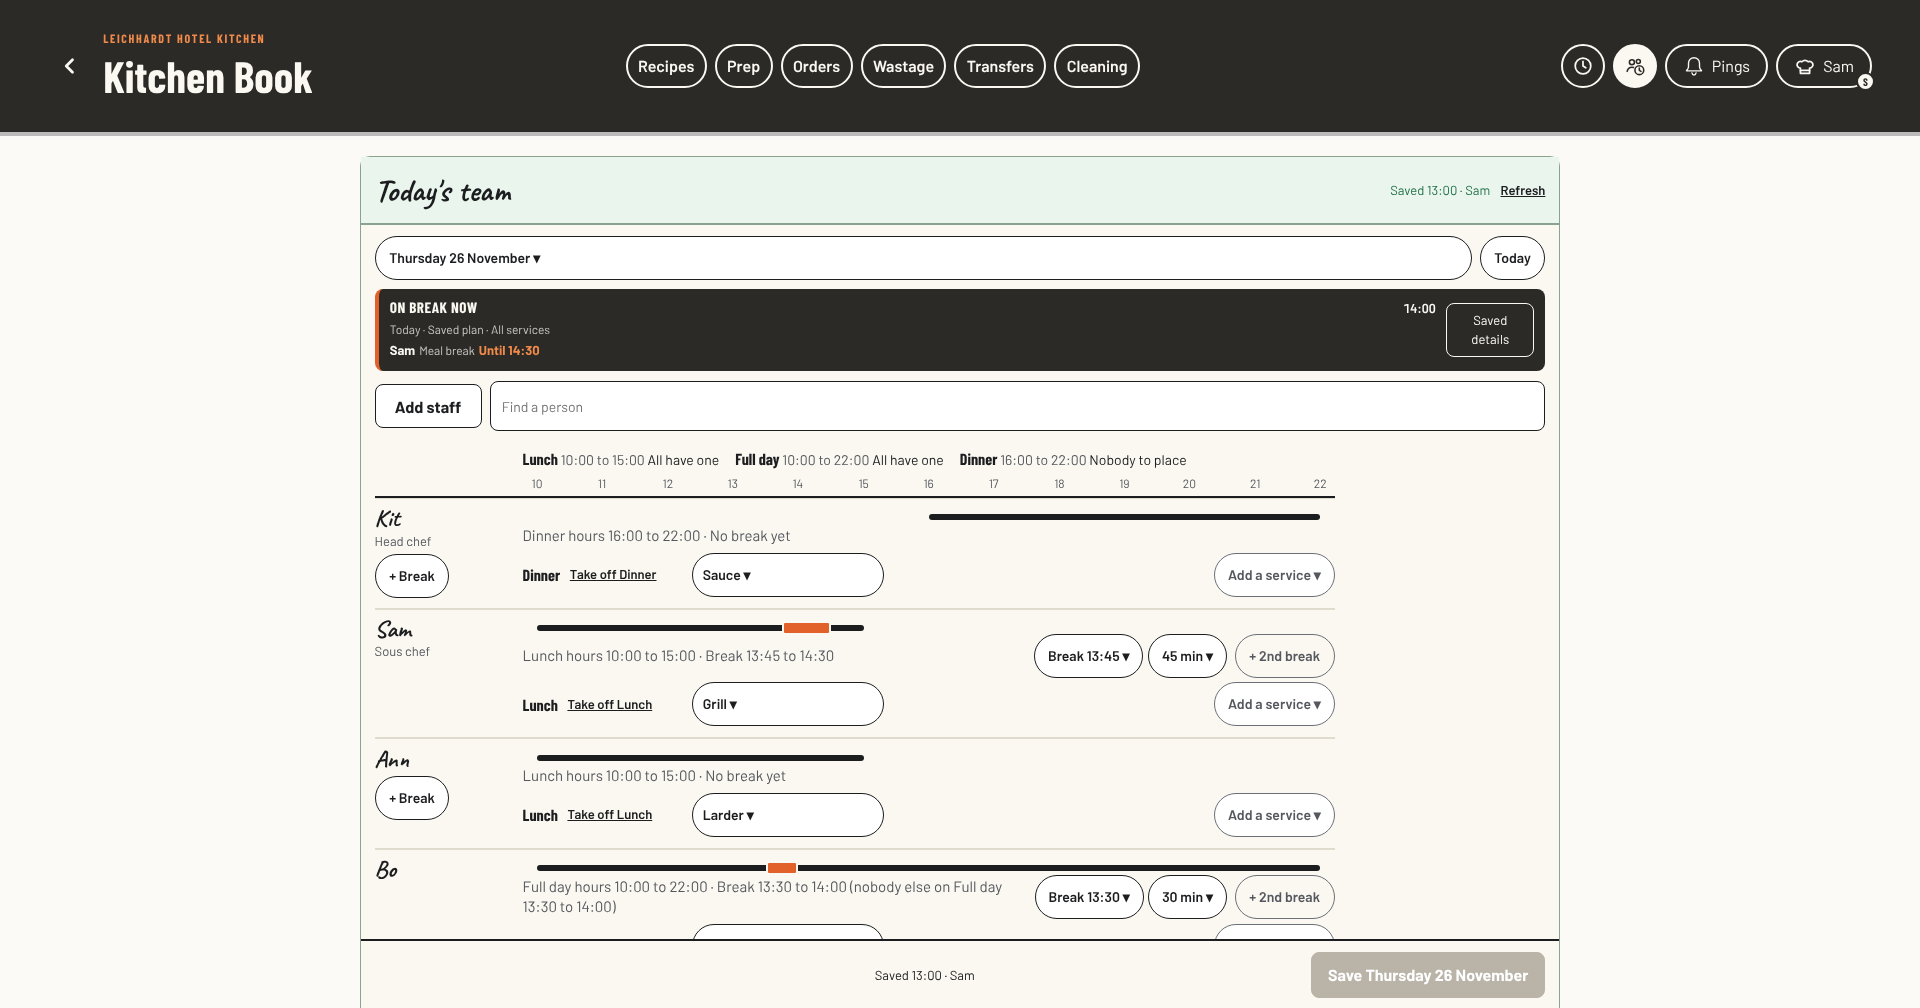 LEICHHARDT HOTEL KITCHEN
Kitchen Book
Recipes Prep Orders Wastage Transfers Cleaning
Pings Sam S
Today's team
Saved 13:00 · Sam Refresh
Thursday 26 November ▾ Today
ON BREAK NOW
14:00
Saved details
Today · Saved plan · All services
Sam Meal break Until 14:30
Add staff Find a person
Lunch 10:00 to 15:00 All have one Full day 10:00 to 22:00 All have one Dinner 16:00 to 22:00 Nobody to place
10 11 12 13 14 15 16 17 18 19 20 21 22
Kit
Head chef
+ Break
Dinner hours 16:00 to 22:00 · No break yet
Dinner Take off Dinner Sauce ▾ Add a service ▾
Sam
Sous chef
Lunch hours 10:00 to 15:00 · Break 13:45 to 14:30 Break 13:45 ▾ 45 min ▾ + 2nd break
Lunch Take off Lunch Grill ▾ Add a service ▾
Ann
+ Break
Lunch hours 10:00 to 15:00 · No break yet
Lunch Take off Lunch Larder ▾ Add a service ▾
Bo
Full day hours 10:00 to 22:00 · Break 13:30 to 14:00 (nobody else on Full day
13:30 to 14:00)
Break 13:30 ▾ 30 min ▾ + 2nd break
Saved 13:00 · Sam Save Thursday 26 November